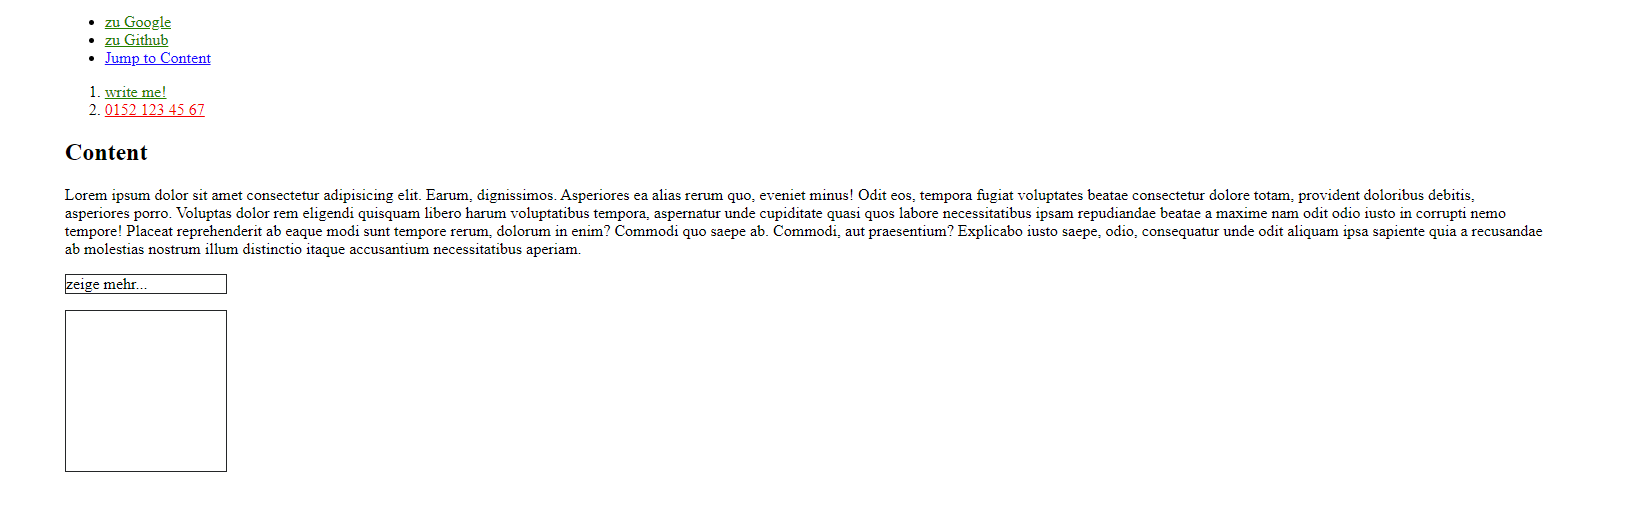 zu Google
zu Github
Jump to Content
1. write me!
2. 0152 123 45 67
Content
Lorem ipsum dolor sit amet consectetur adipisicing elit. Earum, dignissimos. Asperiores ea alias rerum quo, eveniet minus! Odit eos, tempora fugiat voluptates beatae consectetur dolore totam, provident doloribus debitis,
asperiores porro. Voluptas dolor rem eligendi quisquam libero harum voluptatibus tempora, aspernatur unde cupiditate quasi quos labore necessitatibus ipsam repudiandae beatae a maxime nam odit odio iusto in corrupti nemo
tempore! Placeat reprehenderit ab eaque modi sunt tempore rerum, dolorum in enim? Commodi quo saepe ab. Commodi, aut praesentium? Explicabo iusto saepe, odio, consequatur unde odit aliquam ipsa sapiente quia a recusandae
ab molestias nostrum illum distinctio itaque accusantium necessitatibus aperiam.
zeige mehr...